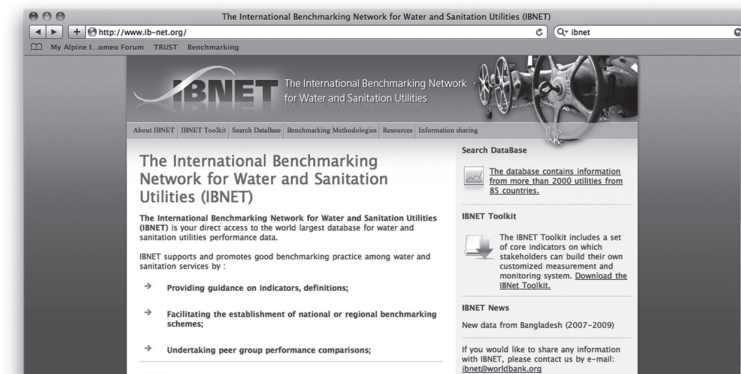 The International Benchmarking Network for Water and Sanitation Utilities (IBNET)
http://www.ib-net.org/
ibnet
My Alpine I...omeo Forum TRUST Benchmarking
IBNET
The International Benchmarking Network
for Water and Sanitation Utilities
About IBNET IBNET Toolkit Search DataBase Benchmarking Methodologies Resources Information sharing
The International Benchmarking
Network for Water and Sanitation
Utilities (IBNET)
The International Benchmarking Network for Water and Sanitation Utilities
(IBNET) is your direct access to the world largest database for water and
sanitation utilities performance data.
IBNET supports and promotes good benchmarking practice among water and
sanitation services by :
→ Providing guidance on indicators, definitions;
→ Facilitating the establishment of national or regional benchmarking
schemes;
→ Undertaking peer group performance comparisons;
Search DataBase
The database contains information
from more than 2000 utilities from
85 countries.
IBNET Toolkit
The IBNET Toolkit includes a set
of core indicators on which
stakeholders can build their own
customized measurement and
monitoring system. Download the
IBNet Toolkit.
IBNET News
New data from Bangladesh (2007-2009)
If you would like to share any information
with IBNET, please contact us by e-mail:
ibnet@worldbank.org